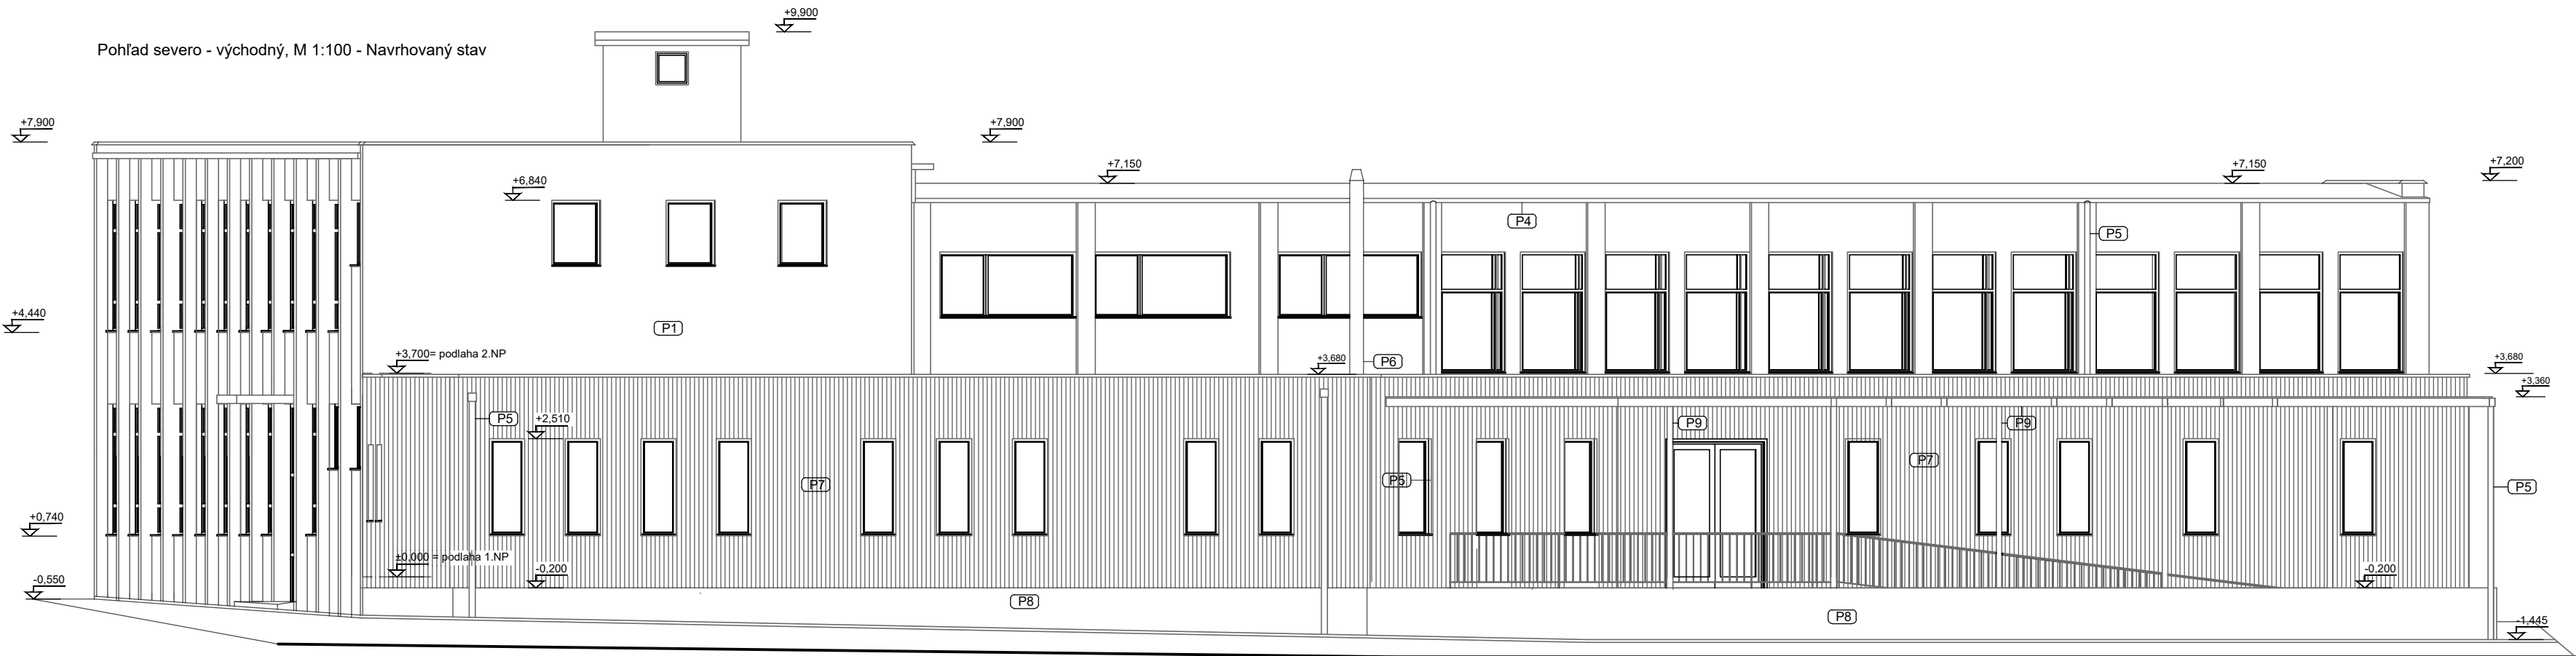 +9,900
Pohľad severo - východný, M 1:100 - Navrhovaný stav
+7,900
+7,900
+7,150
+7,150
+7,200
+6,840
P4
P5
+4,440
P1
+3,700= podlaha 2.NP
+3,680
P6
+3,680
+3,360
P5
+2,510
P9
P9
P7
P7
P5
P5
+0,740
±0,000 = podlaha 1.NP
-0,200
-0,200
-0,550
P8
P8
-1,445